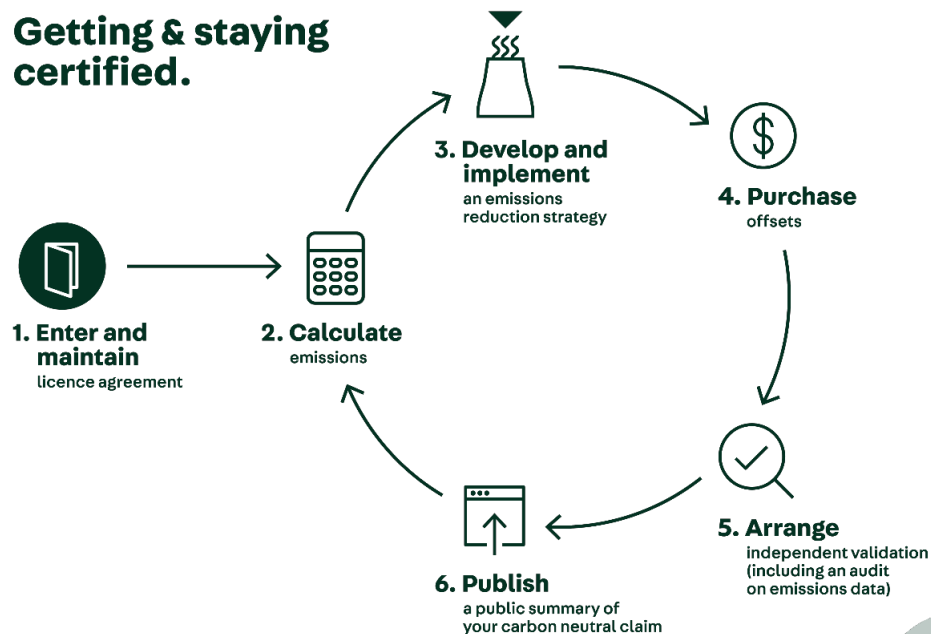 Getting & staying
certified.
1. Enter and
maintain
licence agreement
2. Calculate
emissions
3. Develop and
implement
an emissions
reduction strategy
$
4. Purchase
offsets
5. Arrange
independent validation
(including an audit
on emissions data)
6. Publish
a public summary of
your carbon neutral claim